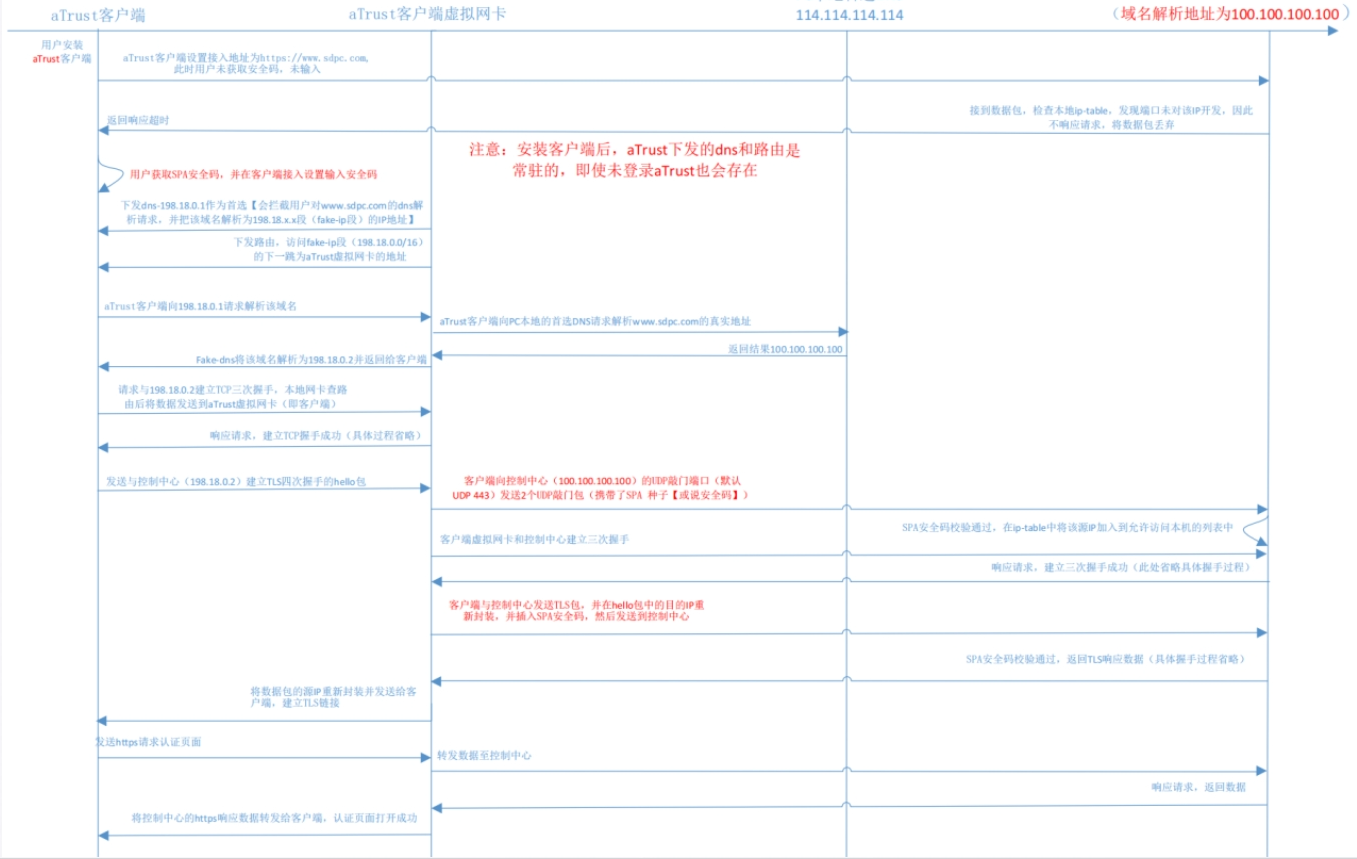 aTrust客户端
aTrust客户端虚拟网卡
114.114.114.114
（域名解析地址为100.100.100.100）
用户安装
aTrust客户端
aTrust客户端设置接入地址为https://www.sdpc.com,
此时用户未获取安全码，未输入
接到数据包，检查本地ip-table，发现端口未对该IP开发，因此
不响应请求，将数据包丢弃
返回响应超时
注意：安装客户端后，aTrust下发的dns和路由是
常驻的，即使未登录aTrust也会存在
用户获取SPA安全码，并在客户端接入设置输入安全码
下发dns-198.18.0.1作为首选【会拦截用户对www.sdpc.com的dns解
析请求，并把该域名解析为198.18.x.x段（fake-ip段）的IP地址】
下发路由，访问fake-ip段（198.18.0.0/16）
的下一跳为aTrust虚拟网卡的地址
aTrust客户端向198.18.0.1请求解析该域名
aTrust客户端向PC本地的首选DNS请求解析www.sdpc.com的真实地址
返回结果100.100.100.100
Fake-dns将该域名解析为198.18.0.2并返回给客户端
请求与198.18.0.2建立TCP三次握手，本地网卡查路
由后将数据发送到aTrust虚拟网卡（即客户端）
响应请求，建立TCP握手成功（具体过程省略）
发送与控制中心（198.18.0.2）建立TLS四次握手的hello包
客户端向控制中心（100.100.100.100）的UDP敲门端口（默认
UDP 443）发送2个UDP敲门包（携带了SPA 种子【或说安全码】）
SPA安全码校验通过，在ip-table中将该源IP加入到允许访问本机的列表中
客户端虚拟网卡和控制中心建立三次握手
响应请求，建立三次握手成功（此处省略具体握手过程）
客户端与控制中心发送TLS包，并在hello包中的目的IP重
新封装，并插入SPA安全码，然后发送到控制中心
SPA安全码校验通过，返回TLS响应数据（具体握手过程省略）
将数据包的源IP重新封装并发送给客
户端，建立TLS链接
发送https请求认证页面
转发数据至控制中心
响应请求，返回数据
将控制中心的https响应数据转发给客户端，认证页面打开成功